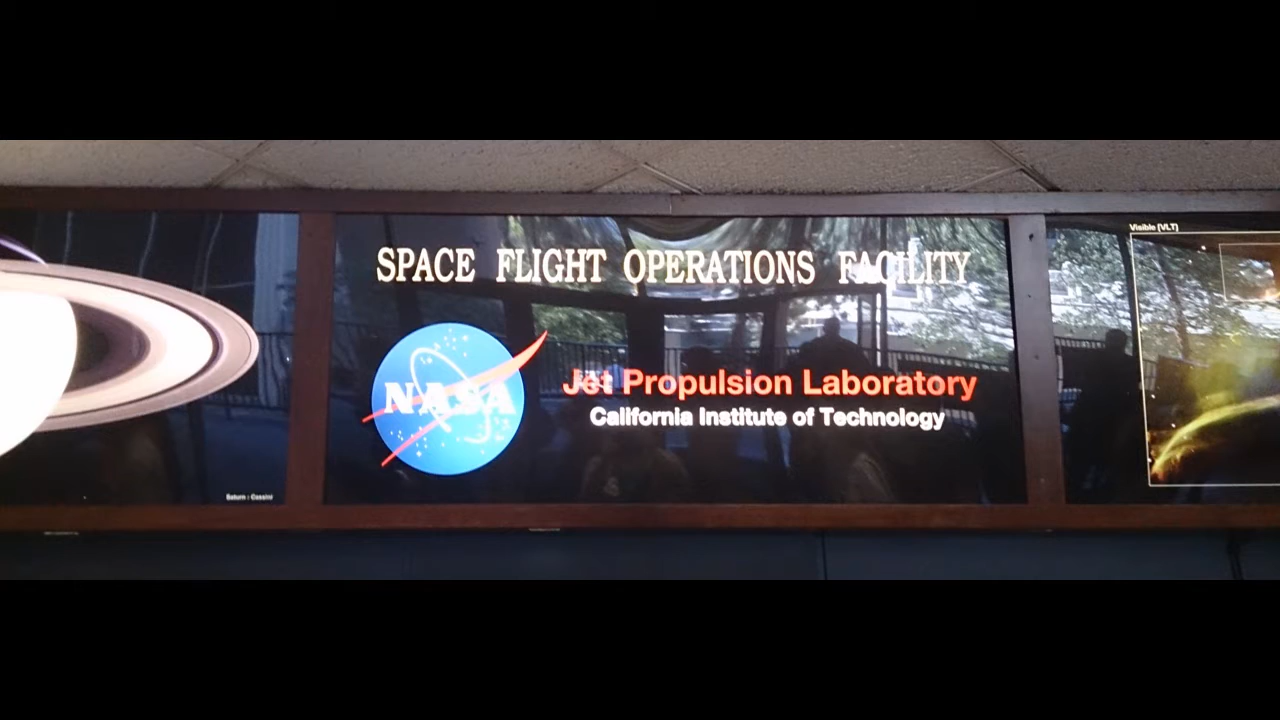 Visible (VLT)
SPACE FLIGHT OPERATIONS FACILITY
NASA
Jet Propulsion Laboratory
California Institute of Technology
Saturn : Cassini